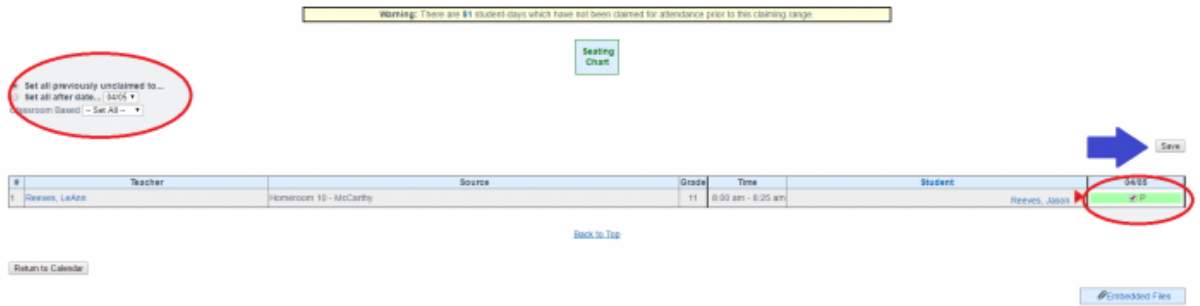 Warning: There are 51 student-days which have not been claimed for attendance prior to this claiming range.
Seating
Chart
Set all previously unclaimed to...
Set all after date... 04/05
Classroom Based -- Set All --
Save
# Teacher Source Grade Time Student 04/05
1 Reeves, LeAnn Homeroom 10 - McCarthy 11 8:00 am - 8:25 am Reeves, Jason P
Back to Top
Return to Calendar
Embedded Files